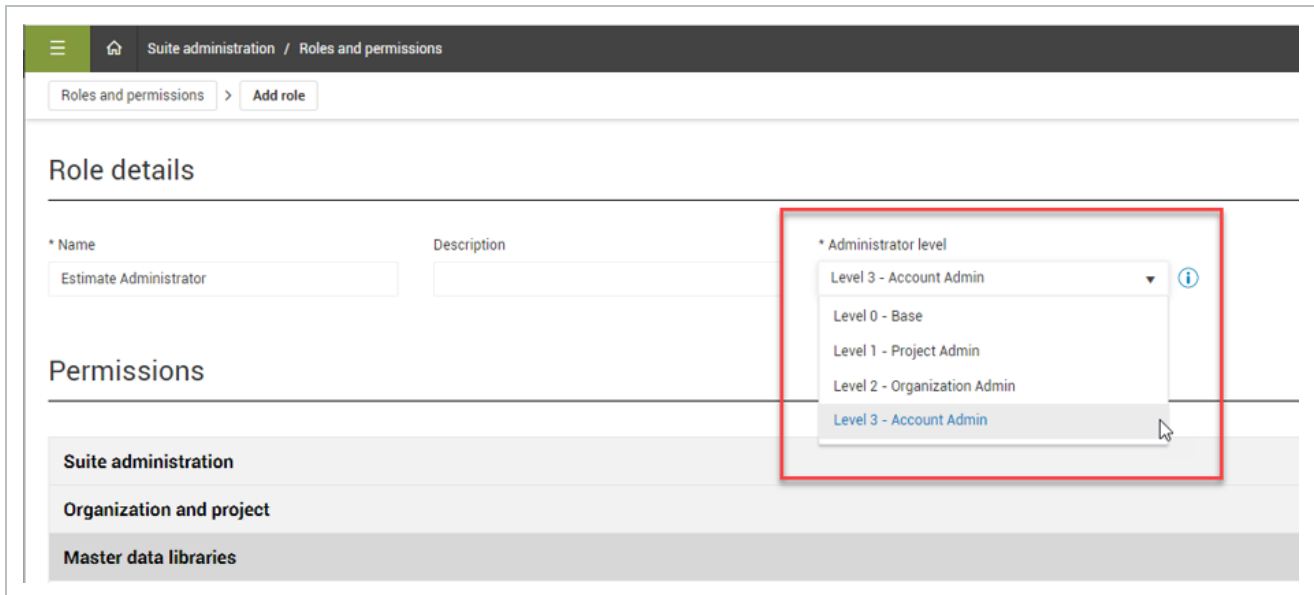 Suite administration / Roles and permissions
Roles and permissions > Add role
Role details
* Name
Description
* Administrator level
Estimate Administrator
Level 3 - Account Admin
Level 0 - Base
Level 1 - Project Admin
Level 2 - Organization Admin
Level 3 - Account Admin
Permissions
Suite administration
Organization and project
Master data libraries